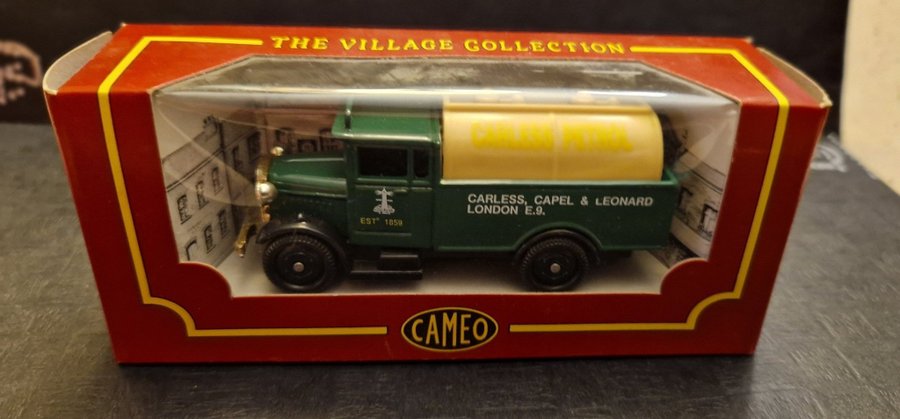 THE VILLAGE COLLECTION
CARLESS PETROL
CARLESS, CAPEL & LEONARD
LONDON E.9.
ESTD 1859
CAMEO